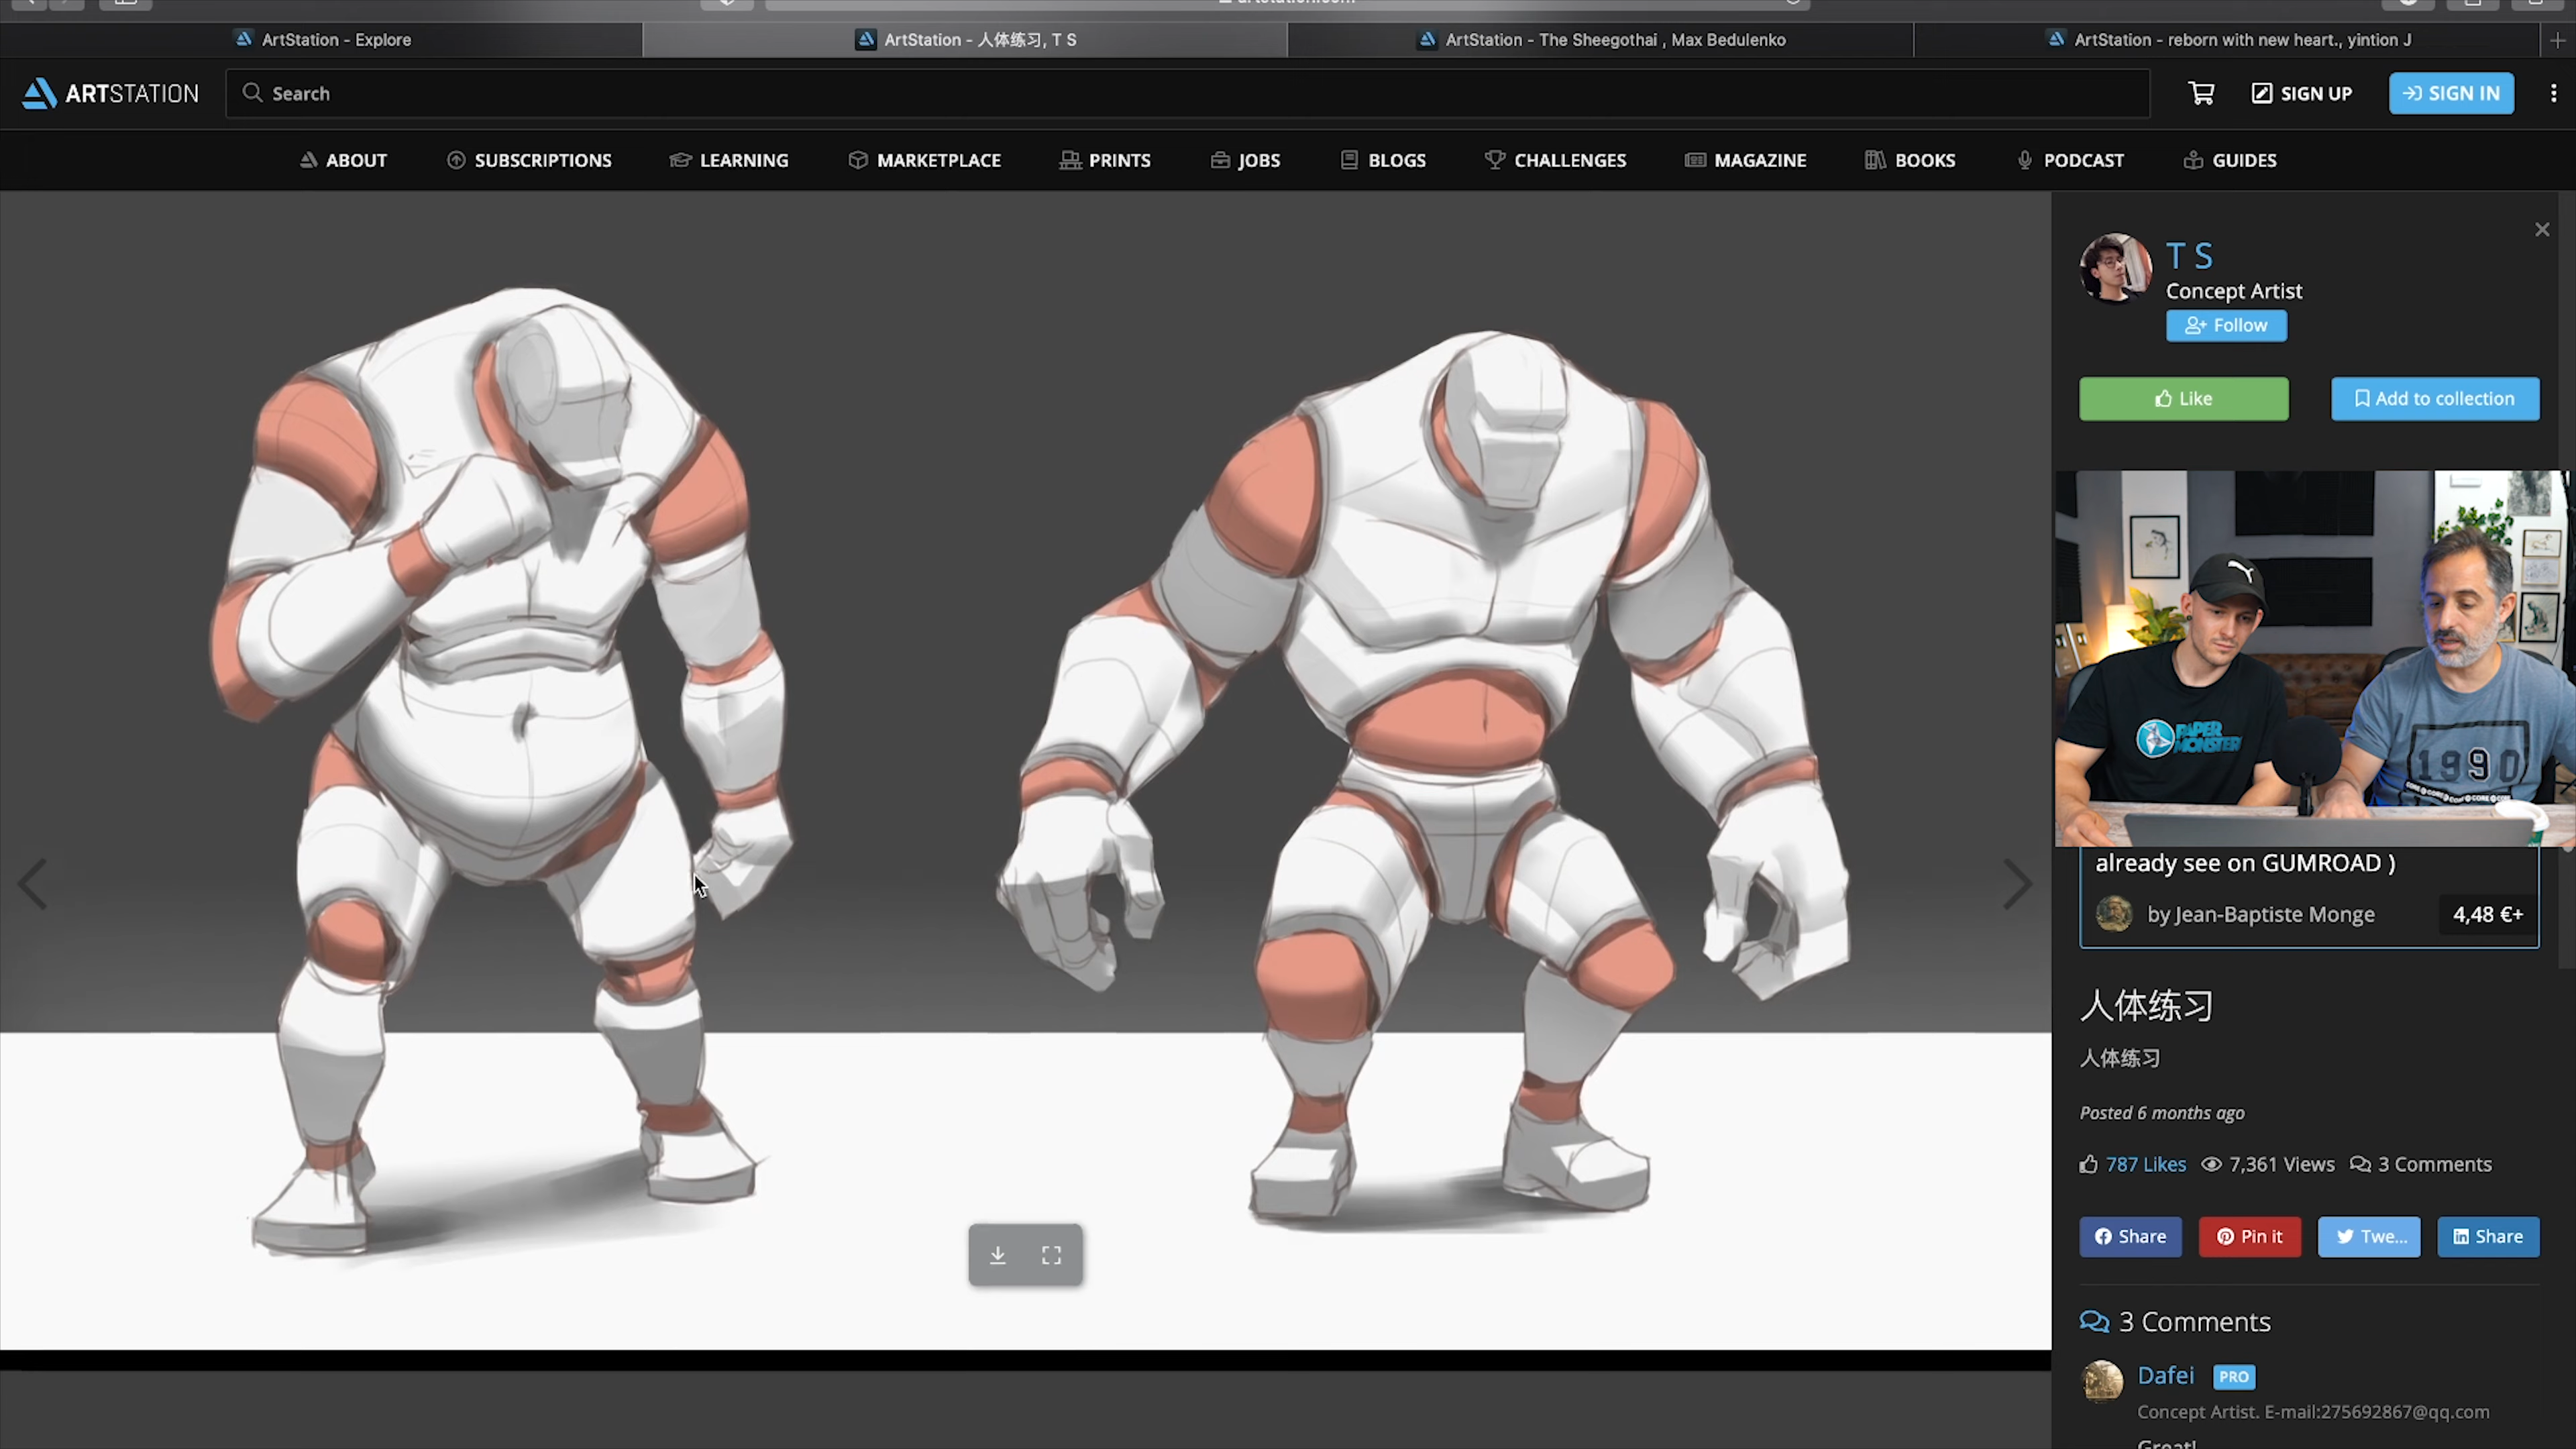 ArtStation - Explore
ArtStation - 人体练习, T S
ArtStation - The Sheegothai , Max Bedulenko
ArtStation - reborn with new heart., yintion J
ARTSTATION
Search
SIGN UP
SIGN IN
ABOUT
SUBSCRIPTIONS
LEARNING
MARKETPLACE
PRINTS
JOBS
BLOGS
CHALLENGES
MAGAZINE
BOOKS
PODCAST
GUIDES
T S
Concept Artist
Follow
Like
Add to collection
PAPER
MONSTER
1990
already see on GUMROAD )
by Jean-Baptiste Monge
4,48 €+
人体练习
人体练习
Posted 6 months ago
787 Likes 7,361 Views 3 Comments
Share
Pin it
Twe...
Share
3 Comments
Dafei PRO
Concept Artist. E-mail:275692867@qq.com